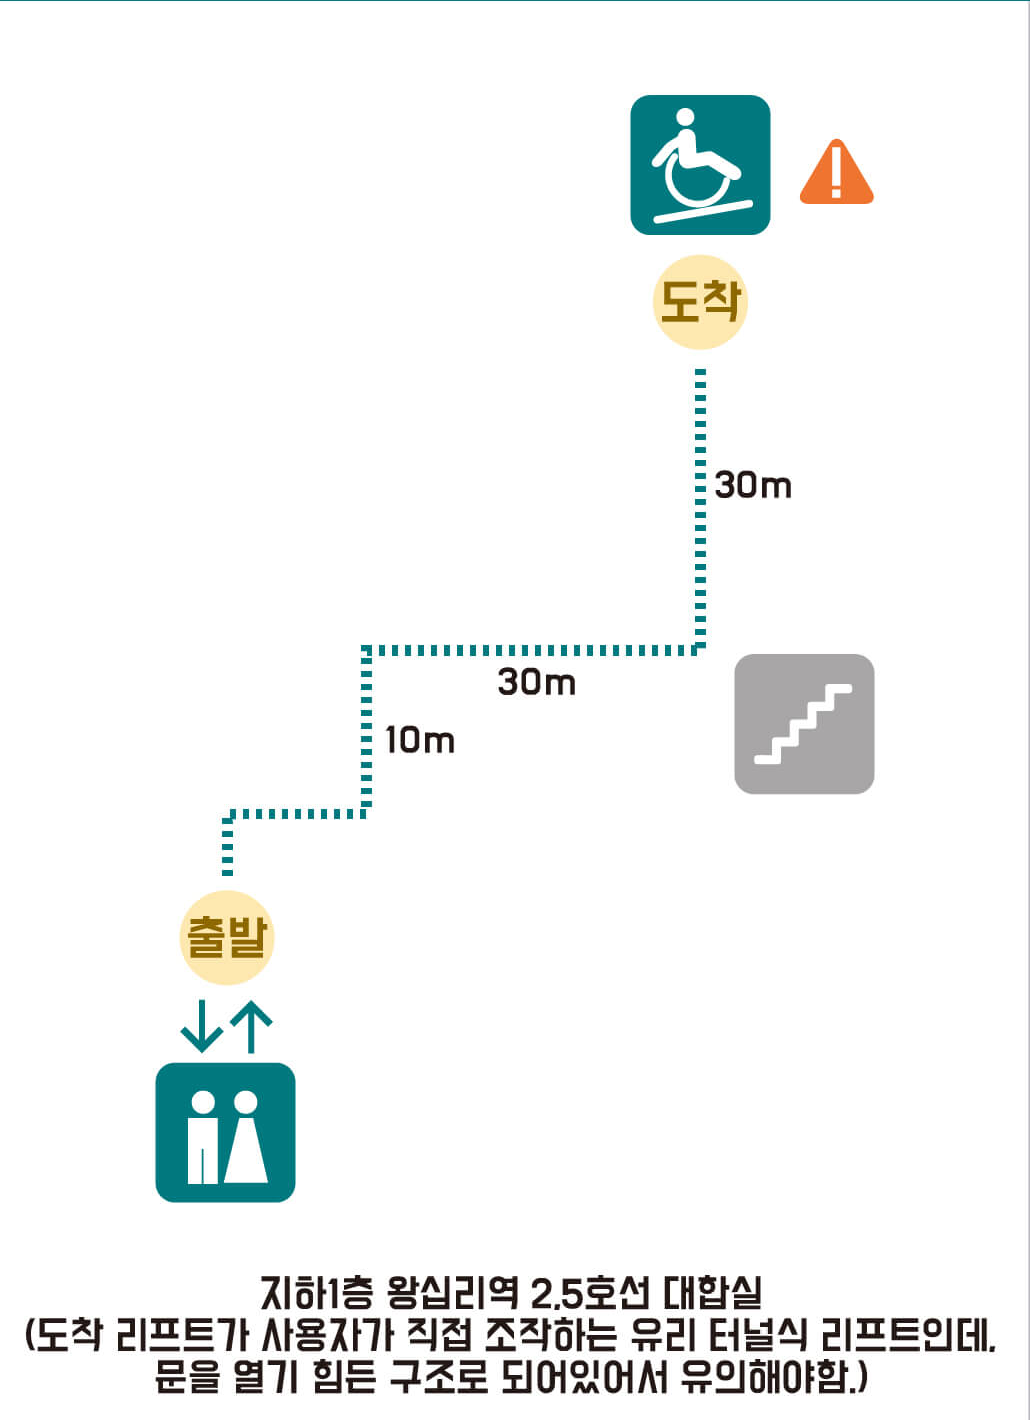 도착
30m
30m
10m
출발
지하1층 왕십리역 2,5호선 대합실
(도착 리프트가 사용자가 직접 조작하는 유리 터널식 리프트인데,
문을 열기 힘든 구조로 되어있어서 유의해야함.)